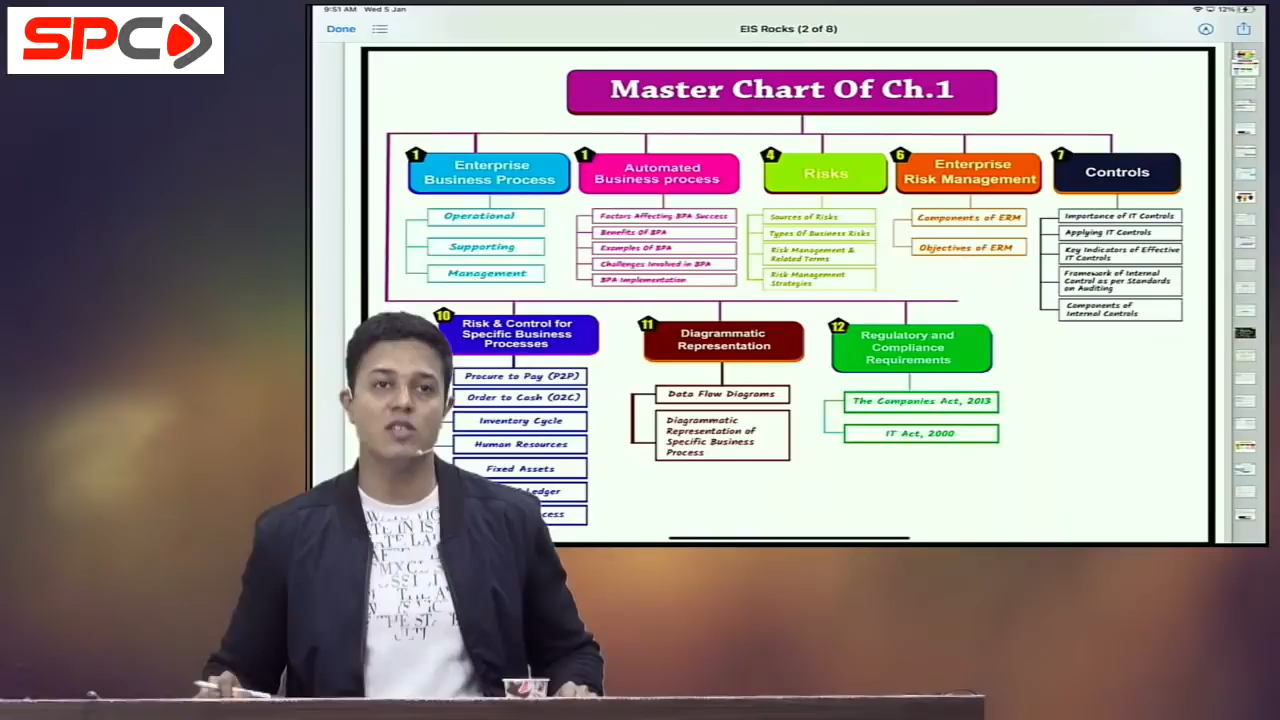 SPC
9:51 AM Wed 5 Jan
12%
Done
EIS Rocks (2 of 8)
Master Chart Of Ch.1
1
Enterprise
Business Process
Operational
Supporting
Management
1
Automated
Business process
Factors Affecting BPA Success
Benefits Of BPA
Examples Of BPA
Challenges Involved in BPA
BPA Implementation
4
Risks
Sources of Risks
Types Of Business Risks
Risk Management &
Related Terms
Risk Management
Strategies
6
Enterprise
Risk Management
Components of ERM
Objectives of ERM
7
Controls
Importance of IT Controls
Applying IT Controls
Key Indicators of Effective
IT Controls
Framework of Internal
Control as per Standards
on Auditing
Components of
Internal Controls
10
Risk & Control for
Specific Business
Processes
Procure to Pay (P2P)
Order to Cash (O2C)
Inventory Cycle
Human Resources
Fixed Assets
Ledger
11
Diagrammatic
Representation
Data Flow Diagrams
Diagrammatic
Representation of
Specific Business
Process
12
Regulatory and
Compliance
Requirements
The Companies Act, 2013
IT Act, 2000